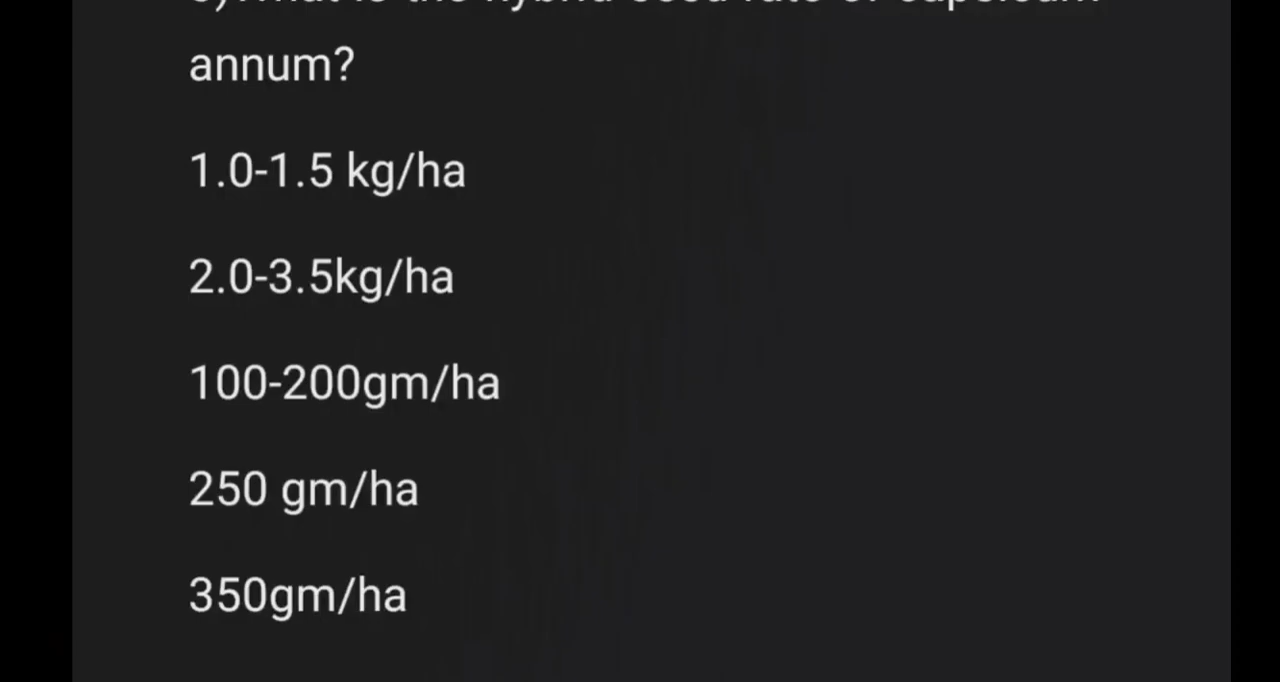 annum?
1.0-1.5 kg/ha
2.0-3.5kg/ha
100-200gm/ha
250 gm/ha
350gm/ha